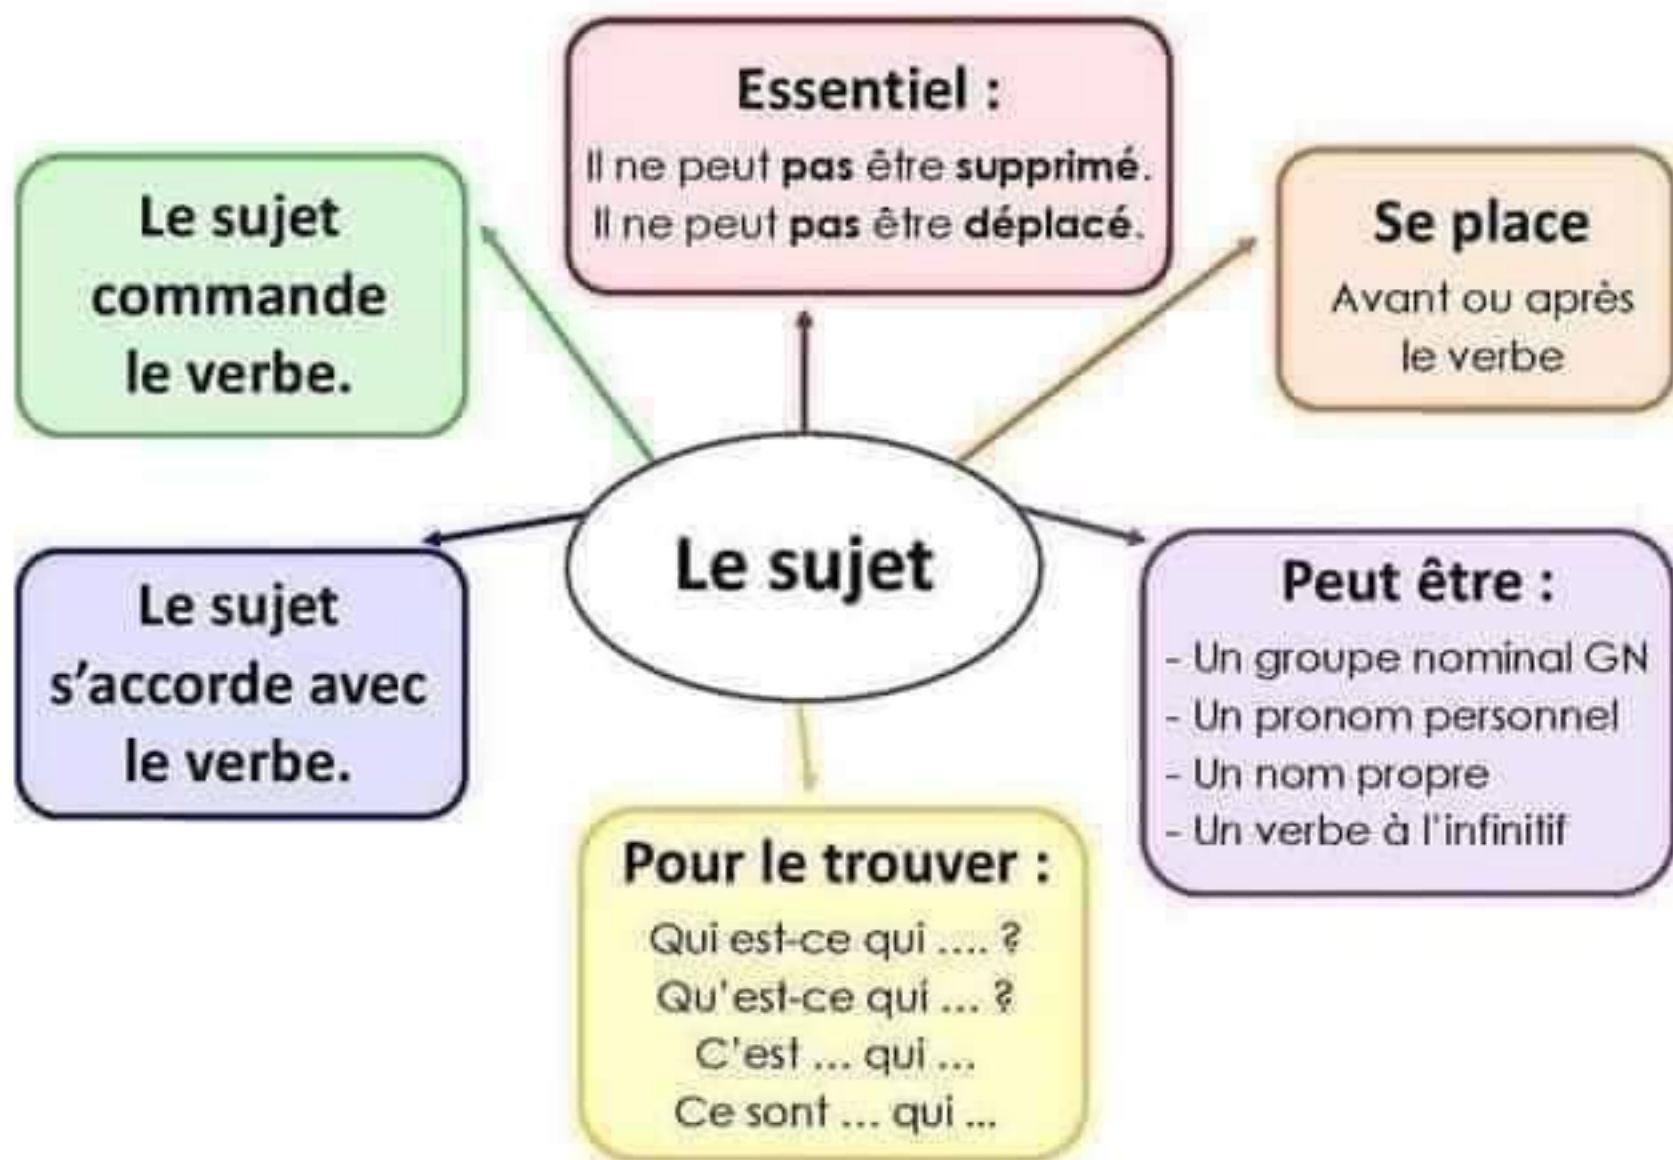 Essentiel :
Il ne peut pas être supprimé.
Il ne peut pas être déplacé.
Le sujet
commande
le verbe.
Se place
Avant ou après
le verbe
Le sujet
Le sujet
s'accorde avec
le verbe.
Peut être :
- Un groupe nominal GN
- Un pronom personnel
- Un nom propre
- Un verbe à l'infinitif
Pour le trouver :
Qui est-ce qui .... ?
Qu'est-ce qui ... ?
C'est ... qui ...
Ce sont ... qui ...